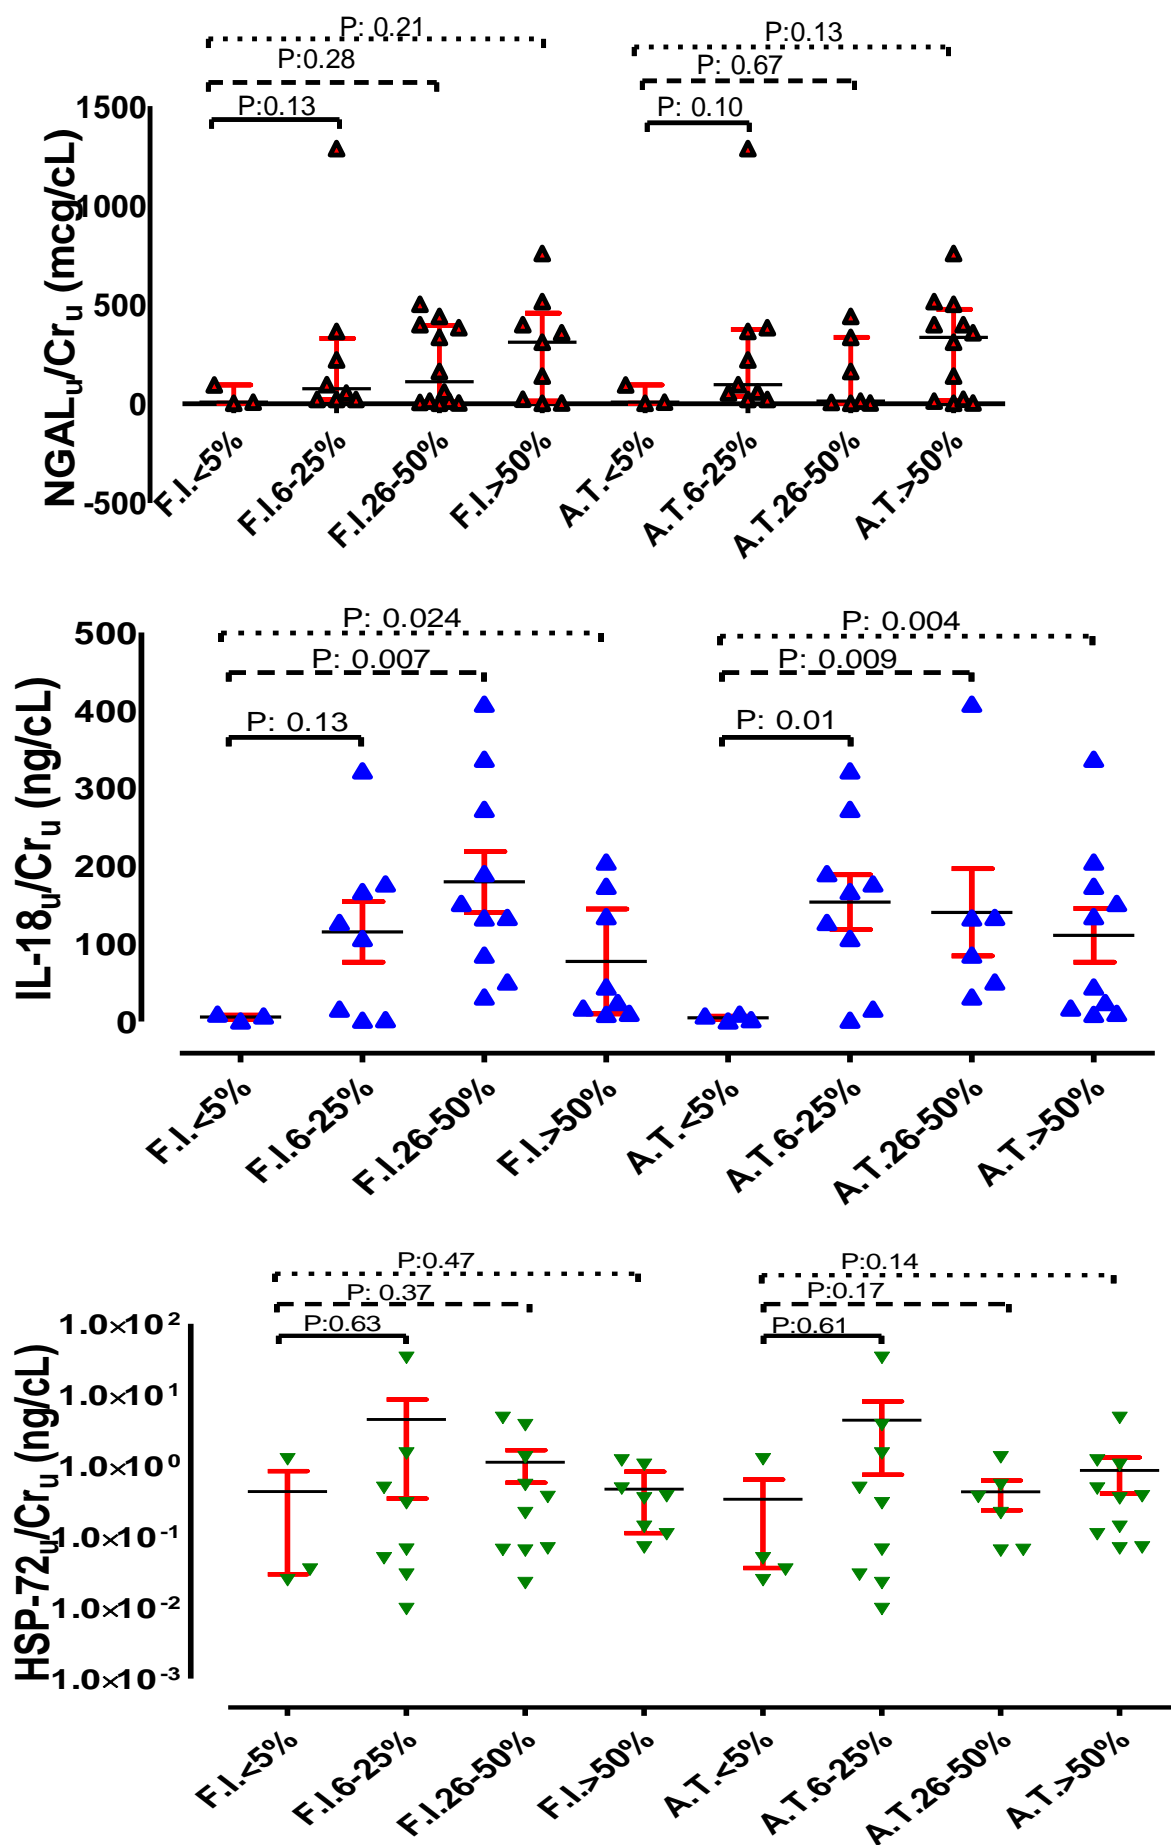 P: 0.21
P:0.13
P:0.28
P: 0.67
P:0.13
P: 0.10
NGALu/Cru (mcg/cL)
1500
1000
500
0
-500
F.I.<5%
F.I.6-25%
F.I.26-50%
F.I.>50%
A.T.<5%
A.T.6-25%
A.T.26-50%
A.T.>50%
P: 0.024
P: 0.004
P: 0.007
P: 0.009
P: 0.13
P: 0.01
IL-18u/Cru (ng/cL)
500
400
300
200
100
0
F.I.<5%
F.I.6-25%
F.I.26-50%
F.I.>50%
A.T.<5%
A.T.6-25%
A.T.26-50%
A.T.>50%
P:0.47
P:0.14
P: 0.37
P:0.17
P:0.63
P:0.61
HSP-72u/Cru (ng/cL)
1.0×10²
1.0×10¹
1.0×10⁰
1.0×10⁻¹
1.0×10⁻²
1.0×10⁻³
F.I.<5%
F.I.6-25%
F.I.26-50%
F.I.>50%
A.T.<5%
A.T.6-25%
A.T.26-50%
A.T.>50%